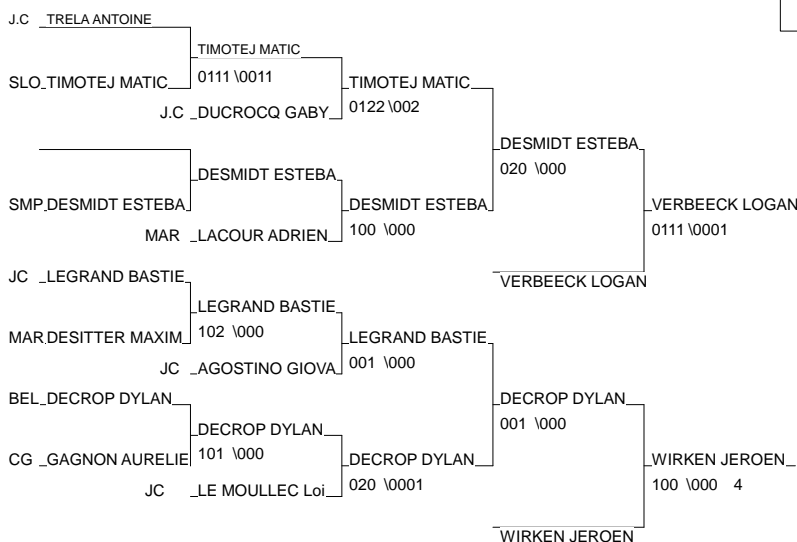 J.C TRELA ANTOINE
TIMOTEJ MATIC
0111 \0011
SLO TIMOTEJ MATIC
TIMOTEJ MATIC
0122 \002
J.C DUCROCQ GABY
DESMIDT ESTEBA
020 \000
DESMIDT ESTEBA
SMP DESMIDT ESTEBA
DESMIDT ESTEBA
100 \000
VERBEECK LOGAN
0111 \0001
MAR LACOUR ADRIEN
JC LEGRAND BASTIE
VERBEECK LOGAN
LEGRAND BASTIE
102 \000
MAR DESITTER MAXIM
LEGRAND BASTIE
001 \000
JC AGOSTINO GIOVA
BEL DECROP DYLAN
DECROP DYLAN
001 \000
DECROP DYLAN
101 \000
CG GAGNON AURELIE
DECROP DYLAN
020 \0001
WIRKEN JEROEN
100 \000 4
JC LE MOULLEC Loi
WIRKEN JEROEN